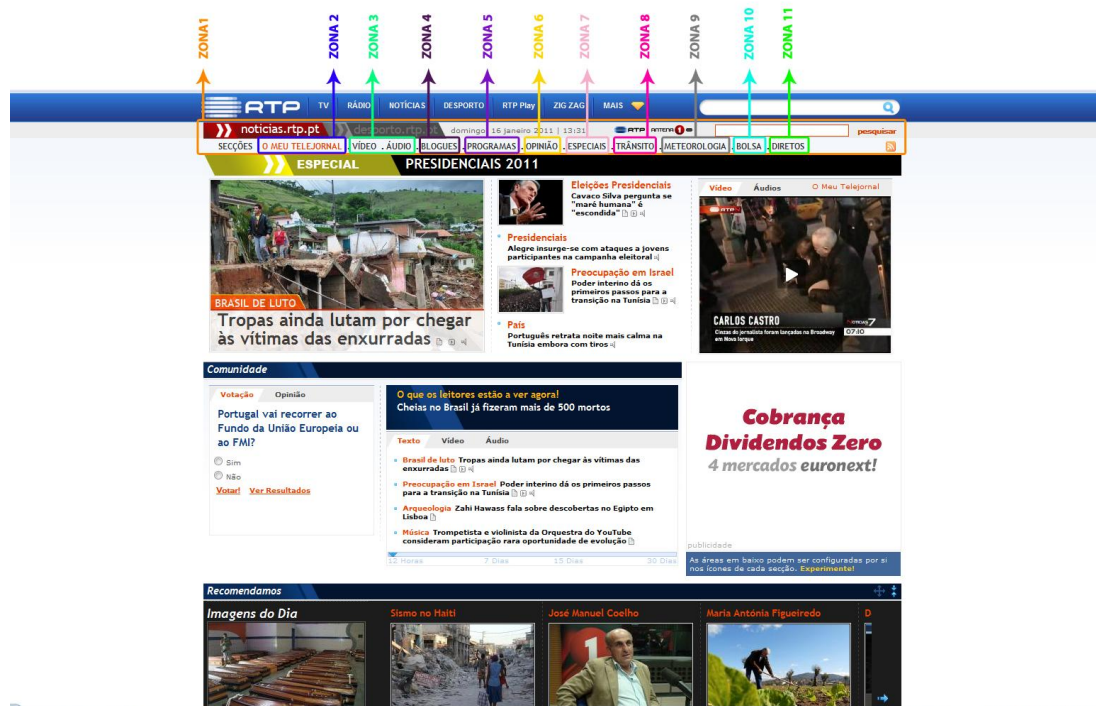 ZONA1 ZONA 2 ZONA 3 ZONA 4 ZONA 5 ZONA 6 ZONA 7 ZONA 8 ZONA 9 ZONA 10 ZONA 11
RTP TV RÁDIO NOTÍCIAS DESPORTO RTP Play ZIG ZAG MAIS
noticias.rtp.pt desporto.rtp.pt domingo 16 janeiro 2011 | 13:31 RTP ANTENA 1 pesquisar
SECÇÕES O MEU TELEJORNAL . VÍDEO . ÁUDIO . BLOGUES . PROGRAMAS . OPINIÃO . ESPECIAIS . TRÂNSITO . METEOROLOGIA . BOLSA . DIRETOS
ESPECIAL PRESIDENCIAIS 2011
BRASIL DE LUTO
Tropas ainda lutam por chegar
às vítimas das enxurradas
Eleições Presidenciais
Cavaco Silva pergunta se
"maré humana" é
"escondida"
Presidenciais
Alegre insurge-se com ataques a jovens
participantes na campanha eleitoral
Preocupação em Israel
Poder interino dá os
primeiros passos para a
transição na Tunísia
País
Português retrata noite mais calma na
Tunísia embora com tiros
Vídeo Áudios O Meu Telejornal
RTP
CARLOS CASTRO
Cinzas do jornalista foram lançadas na Broadway
em Nova Iorque
07:10
Comunidade
Votação Opinião
Portugal vai recorrer ao
Fundo da União Europeia ou
ao FMI?
Sim
Não
Votar! Ver Resultados
O que os leitores estão a ver agora!
Cheias no Brasil já fizeram mais de 500 mortos
Texto Vídeo Áudio
Brasil de luto Tropas ainda lutam por chegar às vítimas das
enxurradas
Preocupação em Israel Poder interino dá os primeiros passos
para a transição na Tunísia
Arqueologia Zahi Hawass fala sobre descobertas no Egipto em
Lisboa
Música Trompetista e violinista da Orquestra do YouTube
consideram participação rara oportunidade de evolução
12 Horas 7 Dias 15 Dias 30 Dias
Cobrança
Dividendos Zero
4 mercados euronext!
publicidade
As áreas em baixo podem ser configuradas por si
nos ícones de cada secção. Experimente!
Recomendamos
Imagens do Dia Sismo no Haiti José Manuel Coelho Maria Antónia Figueiredo D
1